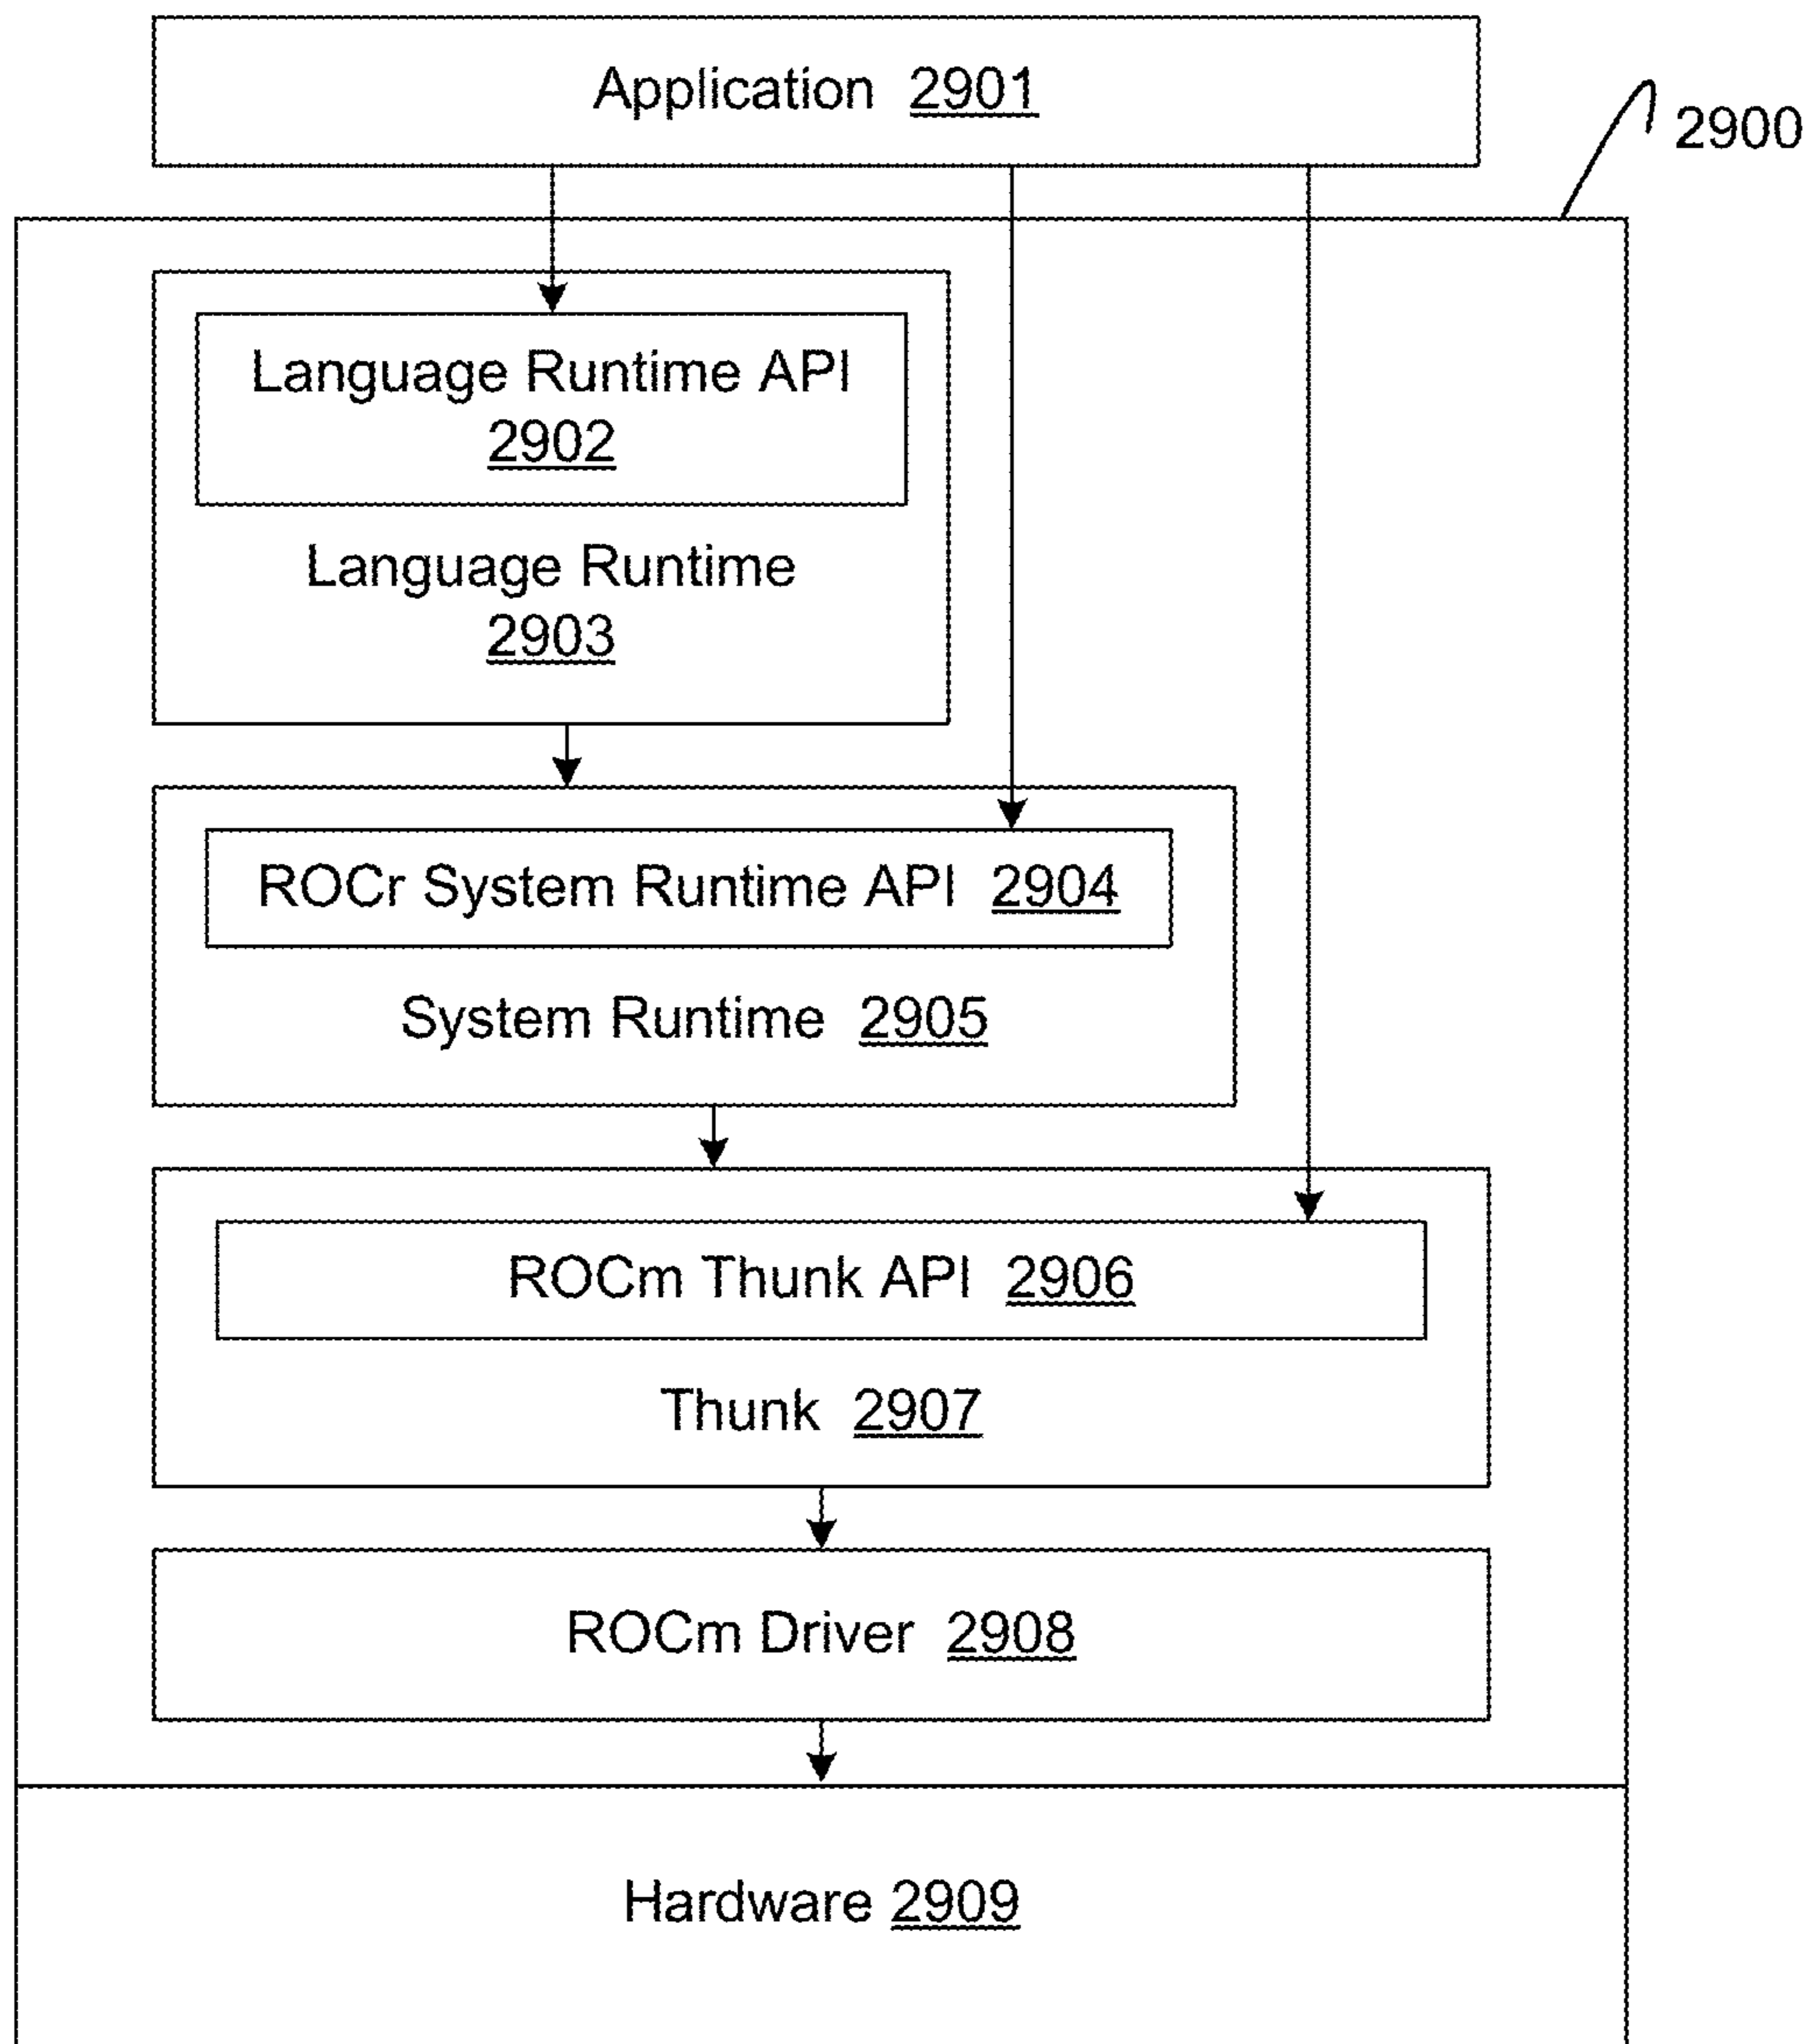 Application 2901
2900
Language Runtime API
2902
Language Runtime
2903
ROCr System Runtime API 2904
System Runtime 2905
ROCm Thunk API 2906
Thunk 2907
ROCm Driver 2908
Hardware 2909